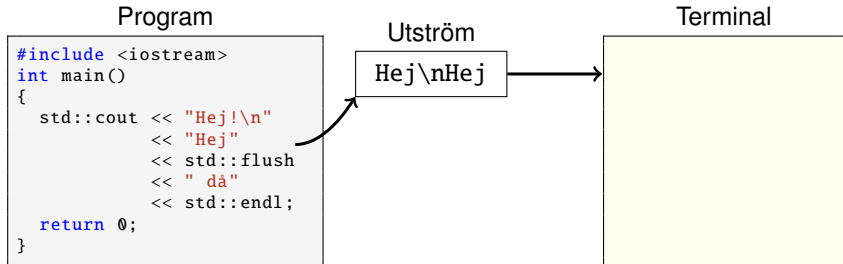 Program
#include <iostream>
int main()
{
  std::cout << "Hej!\n"
            << "Hej"
            << std::flush
            << " då"
            << std::endl;
  return 0;
}
Utström
Hej\nHej
Terminal